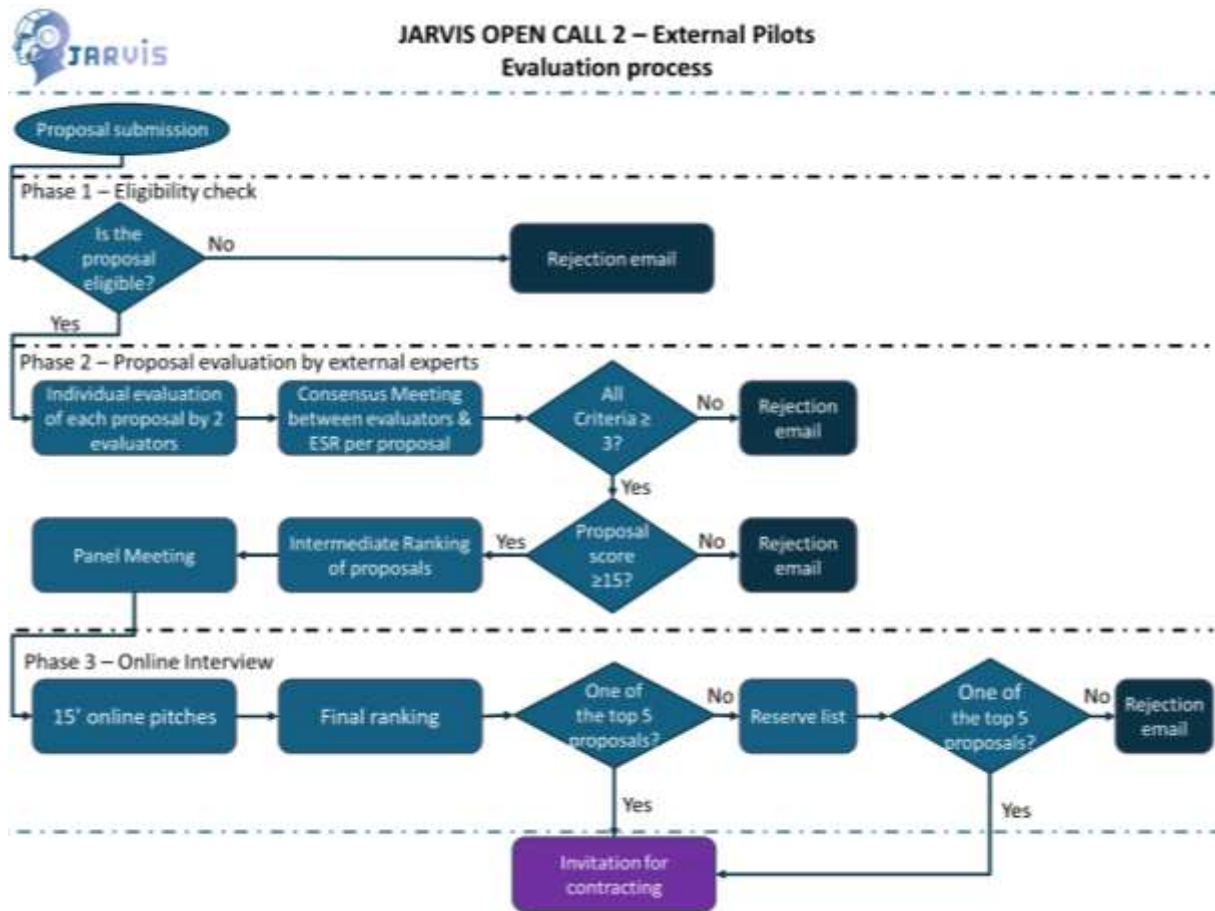 JARVIS
JARVIS OPEN CALL 2 – External Pilots
Evaluation process
Proposal submission
Phase 1 – Eligibility check
Is the
proposal
eligible?
No
Rejection email
Yes
Phase 2 – Proposal evaluation by external experts
Individual evaluation
of each proposal by 2
evaluators
Consensus Meeting
between evaluators &
ESR per proposal
All
Criteria ≥
3?
No
Rejection
email
Yes
Panel Meeting
Intermediate Ranking
of proposals
Yes
Proposal
score
≥15?
No
Rejection
email
Phase 3 – Online Interview
15’ online pitches
Final ranking
One of
the top 5
proposals?
No
Reserve list
One of
the top 5
proposals?
No
Rejection
email
Yes
Yes
Invitation for
contracting